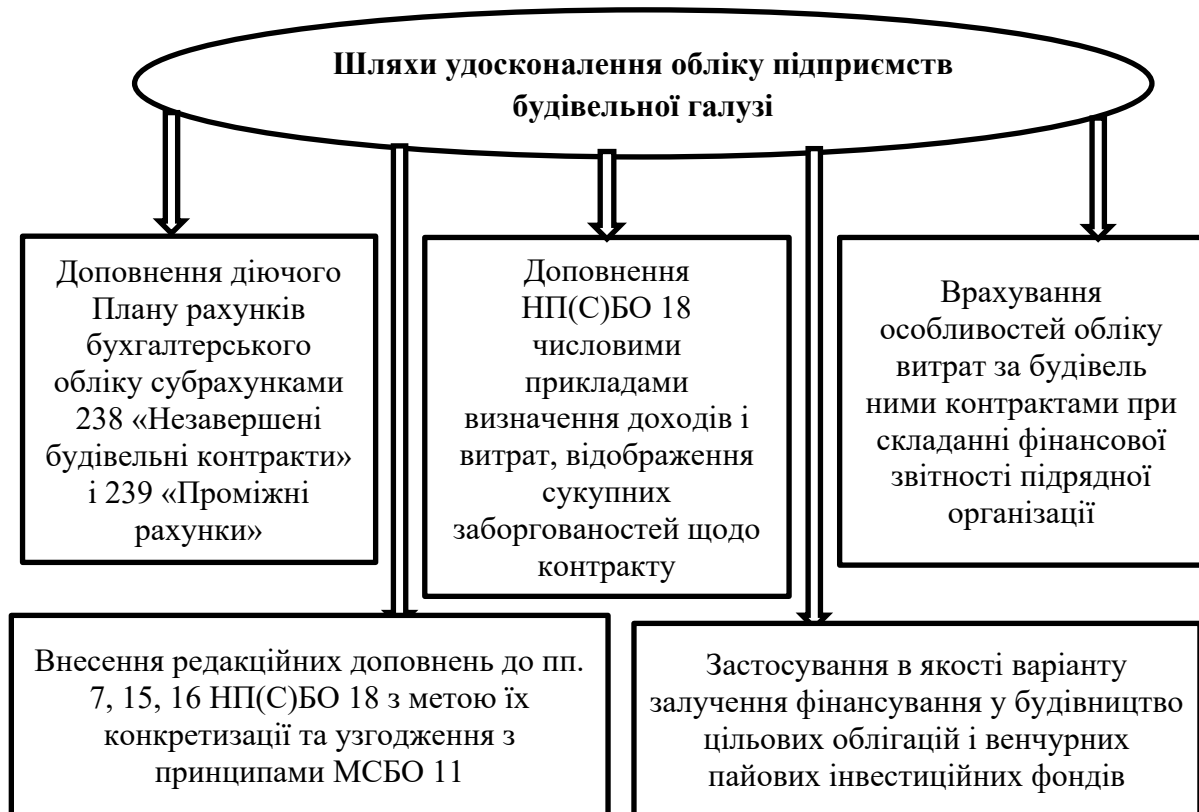 Шляхи удосконалення обліку підприємств
будівельної галузі
Доповнення діючого
Плану рахунків
бухгалтерського
обліку субрахунками
238 «Незавершені
будівельні контракти»
і 239 «Проміжні
рахунки»
Доповнення
НП(С)БО 18
числовими
прикладами
визначення доходів і
витрат, відображення
сукупних
заборгованостей щодо
контракту
Врахування
особливостей обліку
витрат за будівель
ними контрактами при
складанні фінансової
звітності підрядної
організації
Внесення редакційних доповнень до пп.
7, 15, 16 НП(С)БО 18 з метою їх
конкретизації та узгодження з
принципами МСБО 11
Застосування в якості варіанту
залучення фінансування у будівництво
цільових облігацій і венчурних
пайових інвестиційних фондів